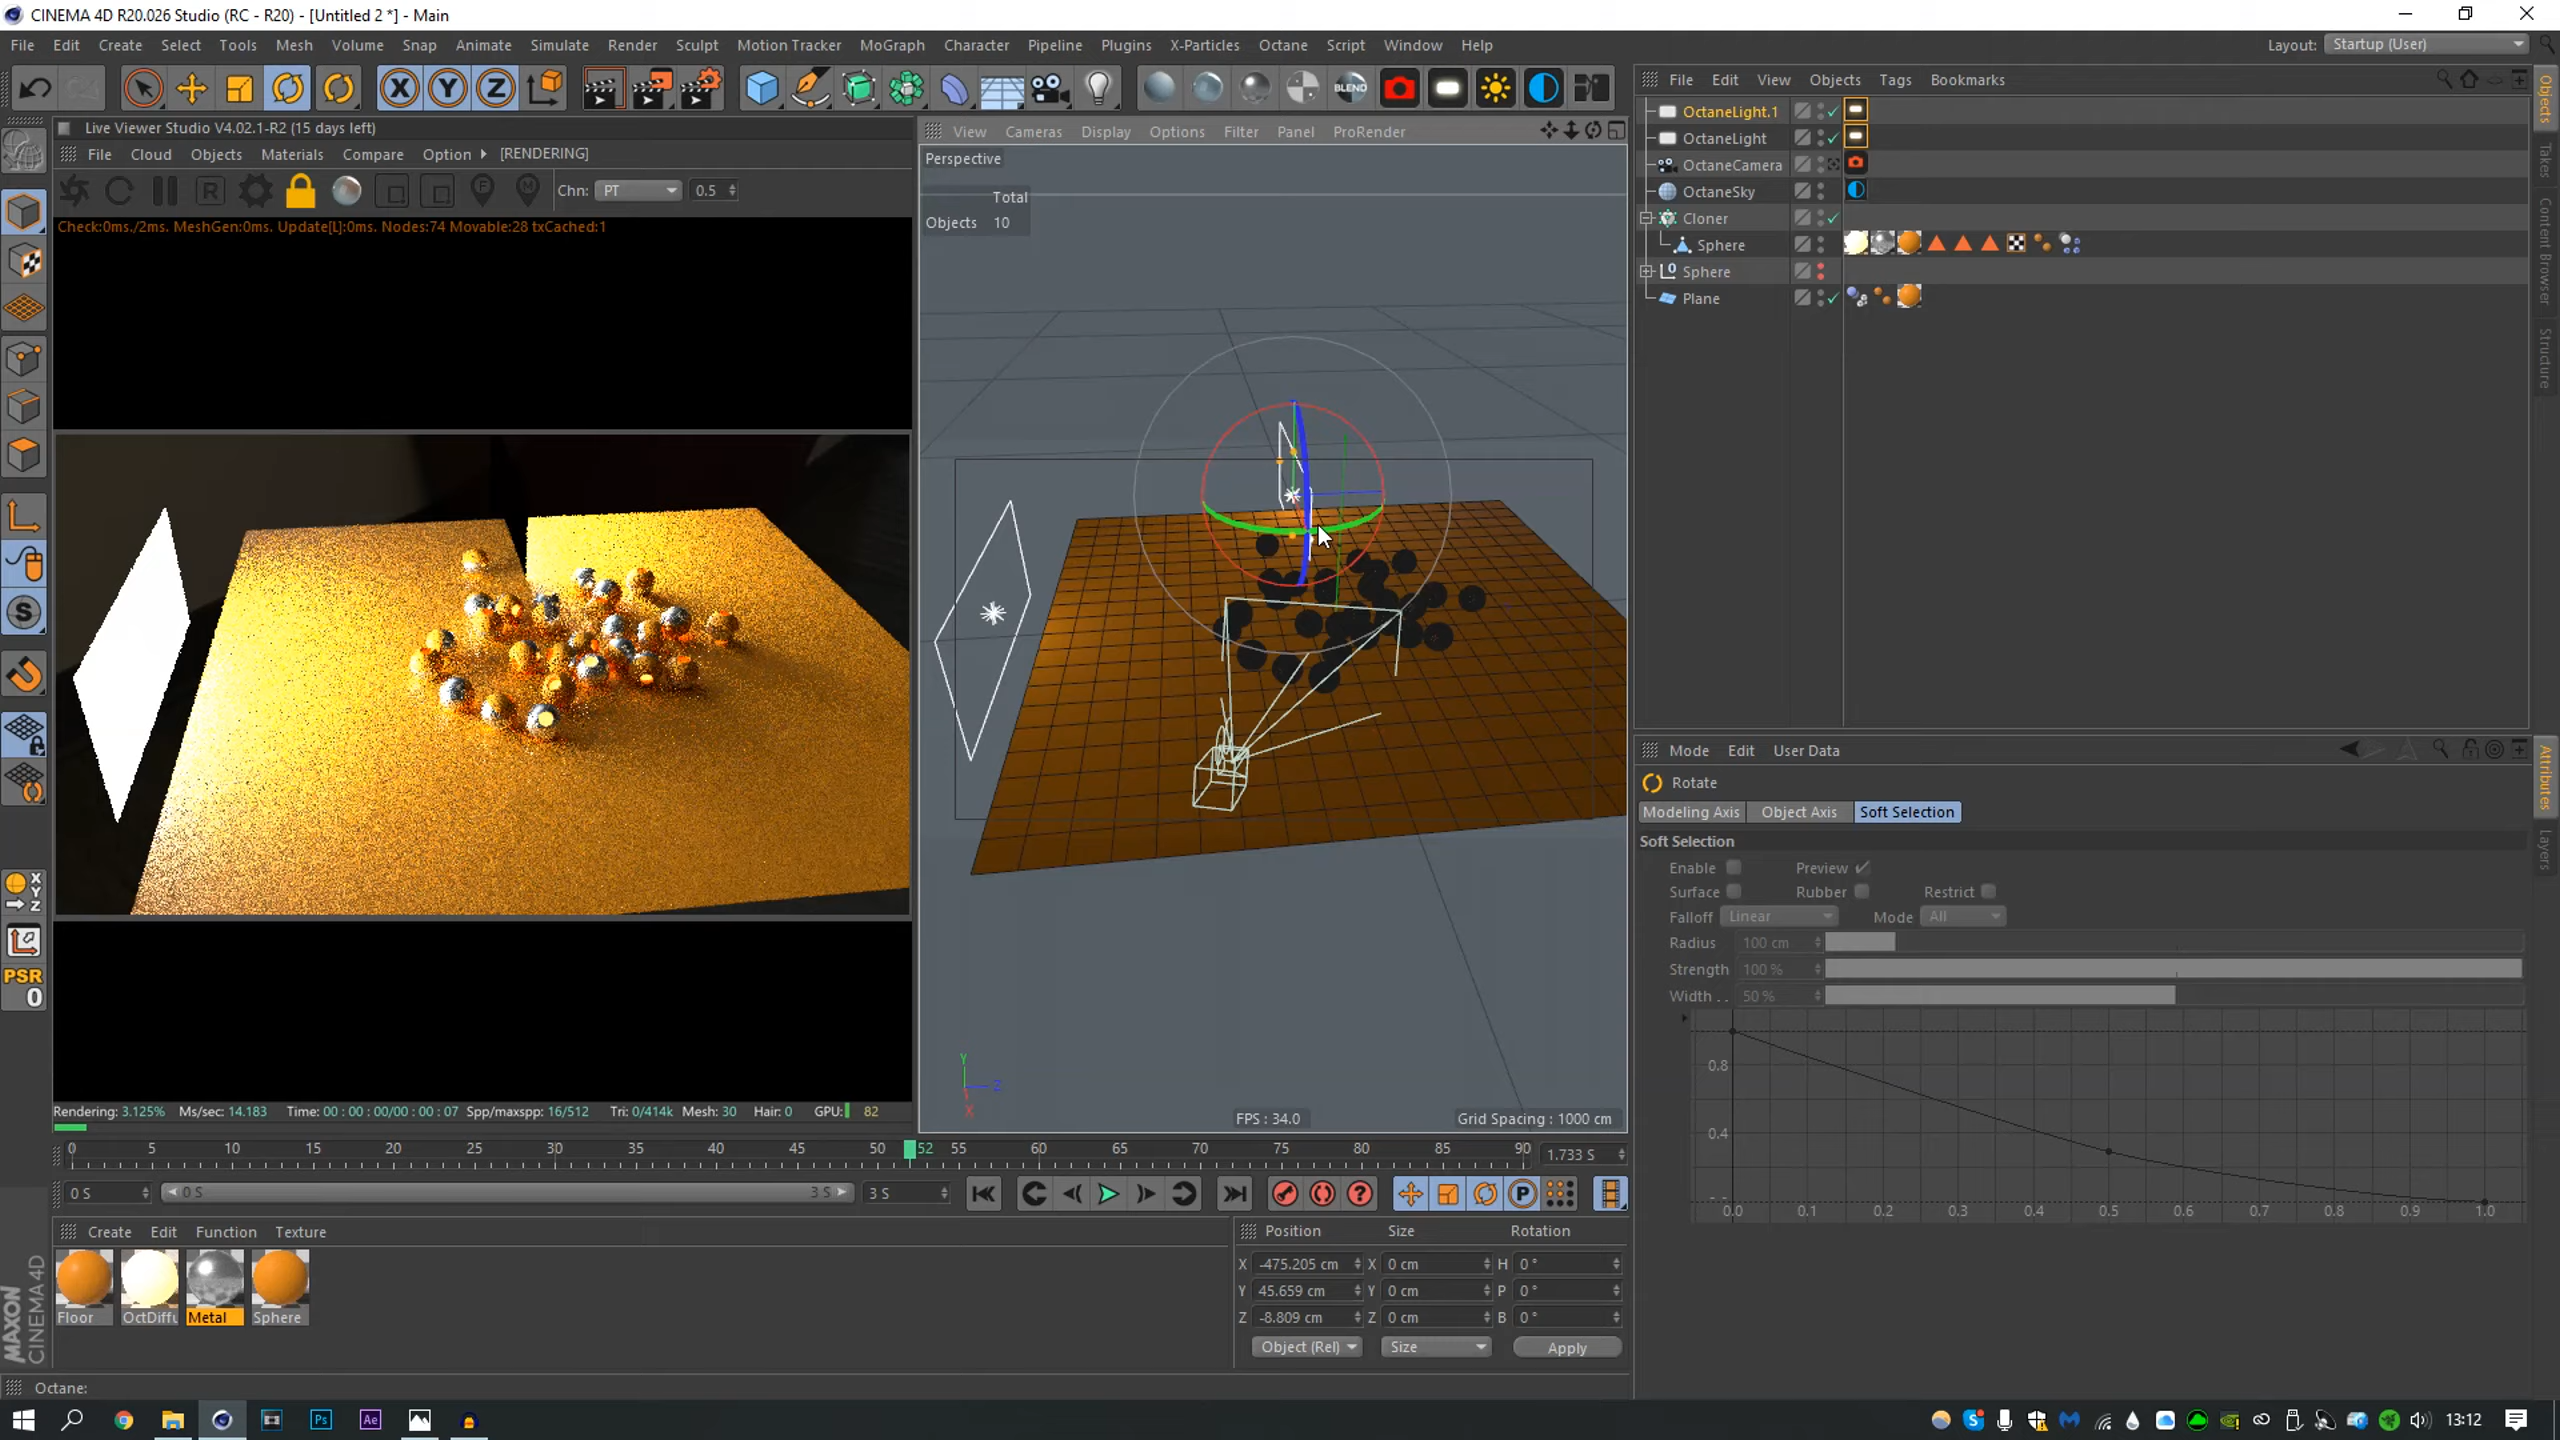 CINEMA 4D R20.026 Studio (RC - R20) - [Untitled 2 *] - Main
File Edit Create Select Tools Mesh Volume Snap Animate Simulate Render Sculpt Motion Tracker MoGraph Character Pipeline Plugins X-Particles Octane Script Window Help
Layout: Startup (User)
X Y Z BLEND
File Edit View Objects Tags Bookmarks
Live Viewer Studio V4.02.1-R2 (15 days left)
File Cloud Objects Materials Compare Option [RENDERING]
R F M Chn: PT 0.5
Check:0ms./2ms. MeshGen:0ms. Update[L]:0ms. Nodes:74 Movable:28 txCached:1
View Cameras Display Options Filter Panel ProRender
Perspective
Total
Objects 10
OctaneLight.1
OctaneLight
OctaneCamera
OctaneSky
Cloner
Sphere
Sphere
Plane
Objects
Takes
Content Browser
Structure
Mode Edit User Data
Rotate
Modeling Axis Object Axis Soft Selection
Soft Selection
Enable Preview
Surface Rubber Restrict
Falloff Linear Mode All
Radius 100 cm
Strength 100 %
Width . . 50 %
0.8
0.4
0.0 0.1 0.2 0.3 0.4 0.5 0.6 0.7 0.8 0.9 1.0
Attributes
Layers
S
X
Y
Z
PSR
0
Y
Z
X
FPS : 34.0
Grid Spacing : 1000 cm
Rendering: 3.125% Ms/sec: 14.183 Time: 00 : 00 : 00/00 : 00 : 07 Spp/maxspp: 16/512 Tri: 0/414k Mesh: 30 Hair: 0 GPU: 82
0 5 10 15 20 25 30 35 40 45 50 52 55 60 65 70 75 80 85 90 1.733 S
0 S 0 S 3 S 3 S
? P
Create Edit Function Texture
Floor OctDiffu Metal Sphere
Position Size Rotation
X -475.205 cm X 0 cm H 0 °
Y 45.659 cm Y 0 cm P 0 °
Z -8.809 cm Z 0 cm B 0 °
Object (Rel) Size Apply
MAXON
CINEMA 4D
Octane:
Ps Ae
13:12